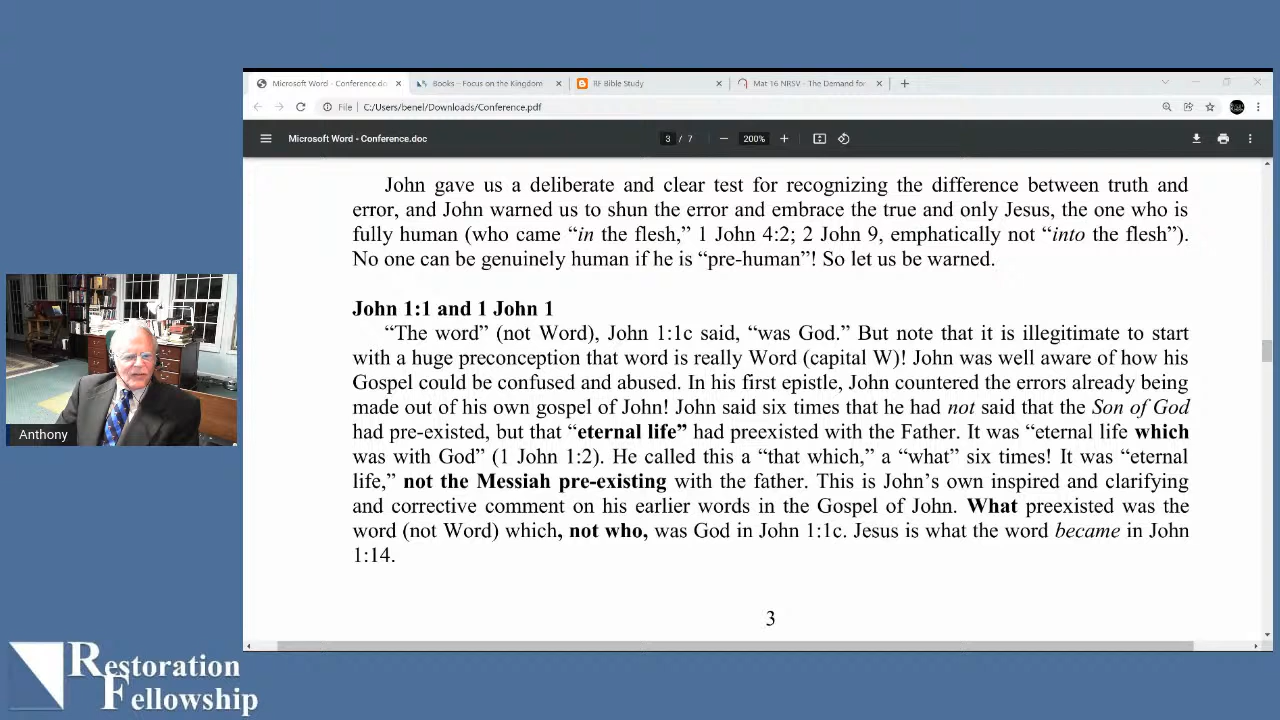 Microsoft Word - Conference.doc
Books – Focus on the Kingdom
RF Bible Study
Mat 16 NRSV - The Demand for
File C:/Users/benel/Downloads/Conference.pdf
Microsoft Word - Conference.doc
3 / 7
200%
John gave us a deliberate and clear test for recognizing the difference between truth and
error, and John warned us to shun the error and embrace the true and only Jesus, the one who is
fully human (who came “in the flesh,” 1 John 4:2; 2 John 9, emphatically not “into the flesh”).
No one can be genuinely human if he is “pre-human”! So let us be warned.
John 1:1 and 1 John 1
“The word” (not Word), John 1:1c said, “was God.” But note that it is illegitimate to start
with a huge preconception that word is really Word (capital W)! John was well aware of how his
Gospel could be confused and abused. In his first epistle, John countered the errors already being
made out of his own gospel of John! John said six times that he had not said that the Son of God
had pre-existed, but that “eternal life” had preexisted with the Father. It was “eternal life which
was with God” (1 John 1:2). He called this a “that which,” a “what” six times! It was “eternal
life,” not the Messiah pre-existing with the father. This is John’s own inspired and clarifying
and corrective comment on his earlier words in the Gospel of John. What preexisted was the
word (not Word) which, not who, was God in John 1:1c. Jesus is what the word became in John
1:14.
3
Anthony
Restoration
Fellowship